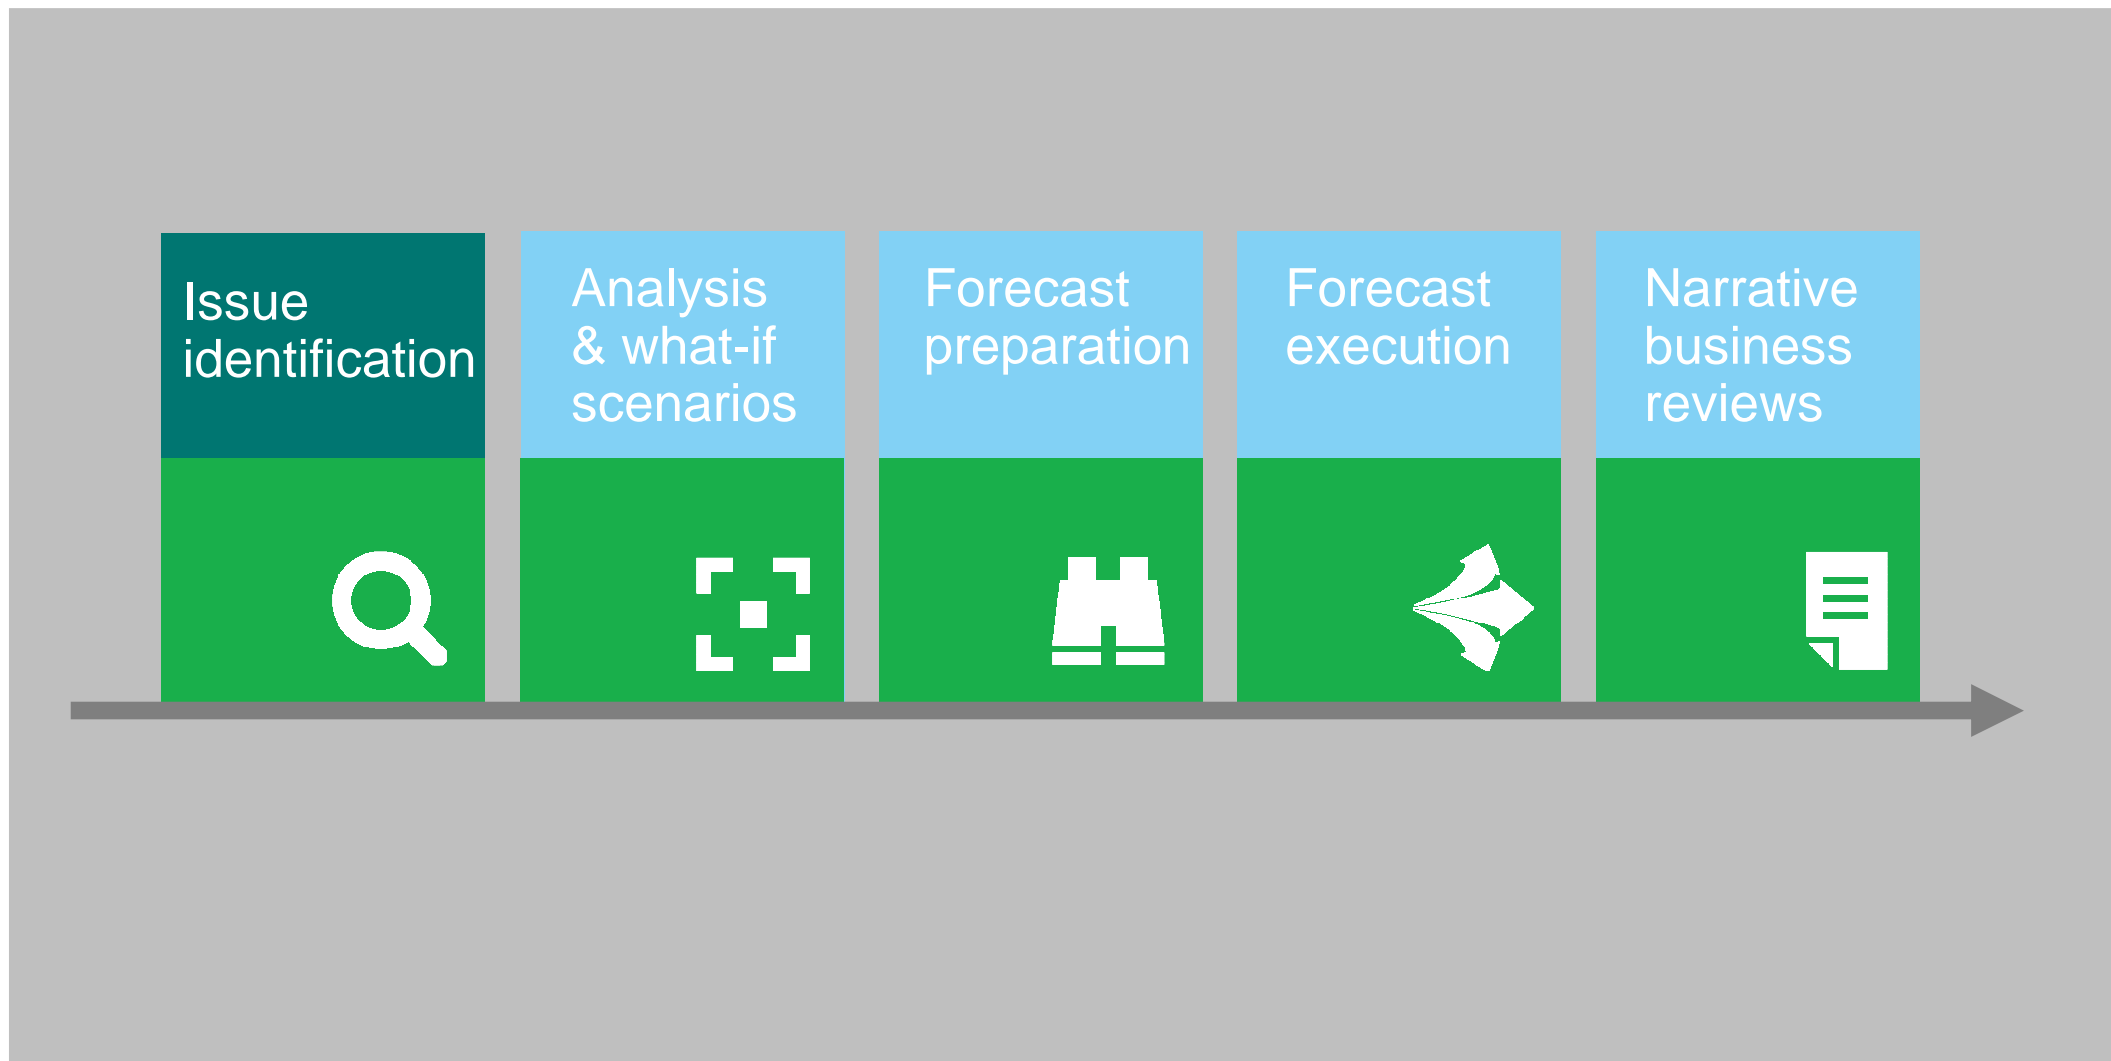 Issue
identification
Analysis
& what-if
scenarios
Forecast
preparation
Forecast
execution
Narrative
business
reviews